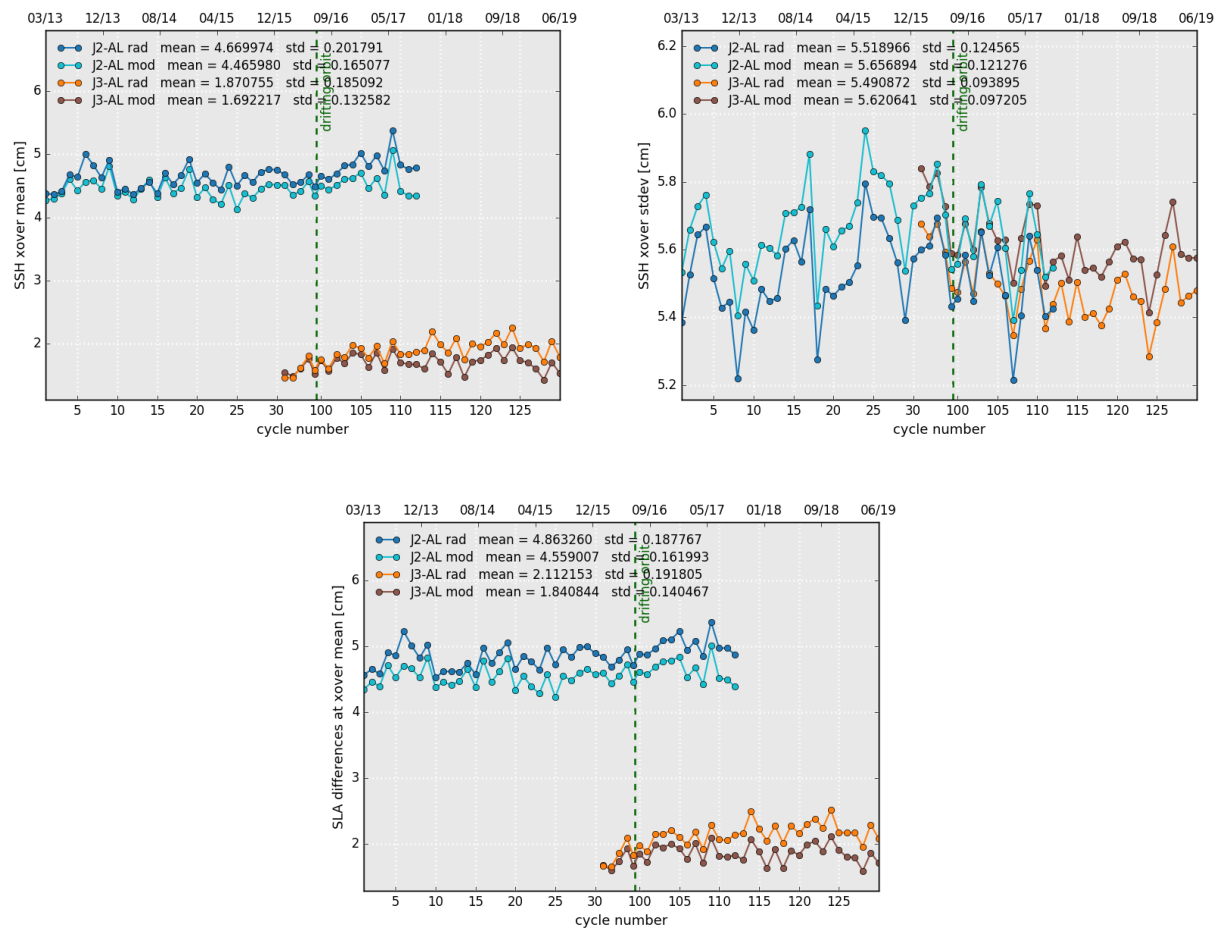 03/13 12/13 08/14 04/15 12/15 09/16 05/17 01/18 09/18 06/19
J2-AL rad mean = 4.669974 std = 0.201791
J2-AL mod mean = 4.465980 std = 0.165077
J3-AL rad mean = 1.870755 std = 0.185092
J3-AL mod mean = 1.692217 std = 0.132582
drifting orbit
SSH xover mean [cm]
6
5
4
3
2
5 10 15 20 25 30 100 105 110 115 120 125
cycle number
03/13 12/13 08/14 04/15 12/15 09/16 05/17 01/18 09/18 06/19
J2-AL rad mean = 5.518966 std = 0.124565
J2-AL mod mean = 5.656894 std = 0.121276
J3-AL rad mean = 5.490872 std = 0.093895
J3-AL mod mean = 5.620641 std = 0.097205
drifting orbit
SSH xover stdev [cm]
6.2
6.0
5.8
5.6
5.4
5.2
5 10 15 20 25 30 100 105 110 115 120 125
cycle number
03/13 12/13 08/14 04/15 12/15 09/16 05/17 01/18 09/18 06/19
J2-AL rad mean = 4.863260 std = 0.187767
J2-AL mod mean = 4.559007 std = 0.161993
J3-AL rad mean = 2.112153 std = 0.191805
J3-AL mod mean = 1.840844 std = 0.140467
drifting orbit
SLA differences at xover mean [cm]
6
5
4
3
2
5 10 15 20 25 30 100 105 110 115 120 125
cycle number